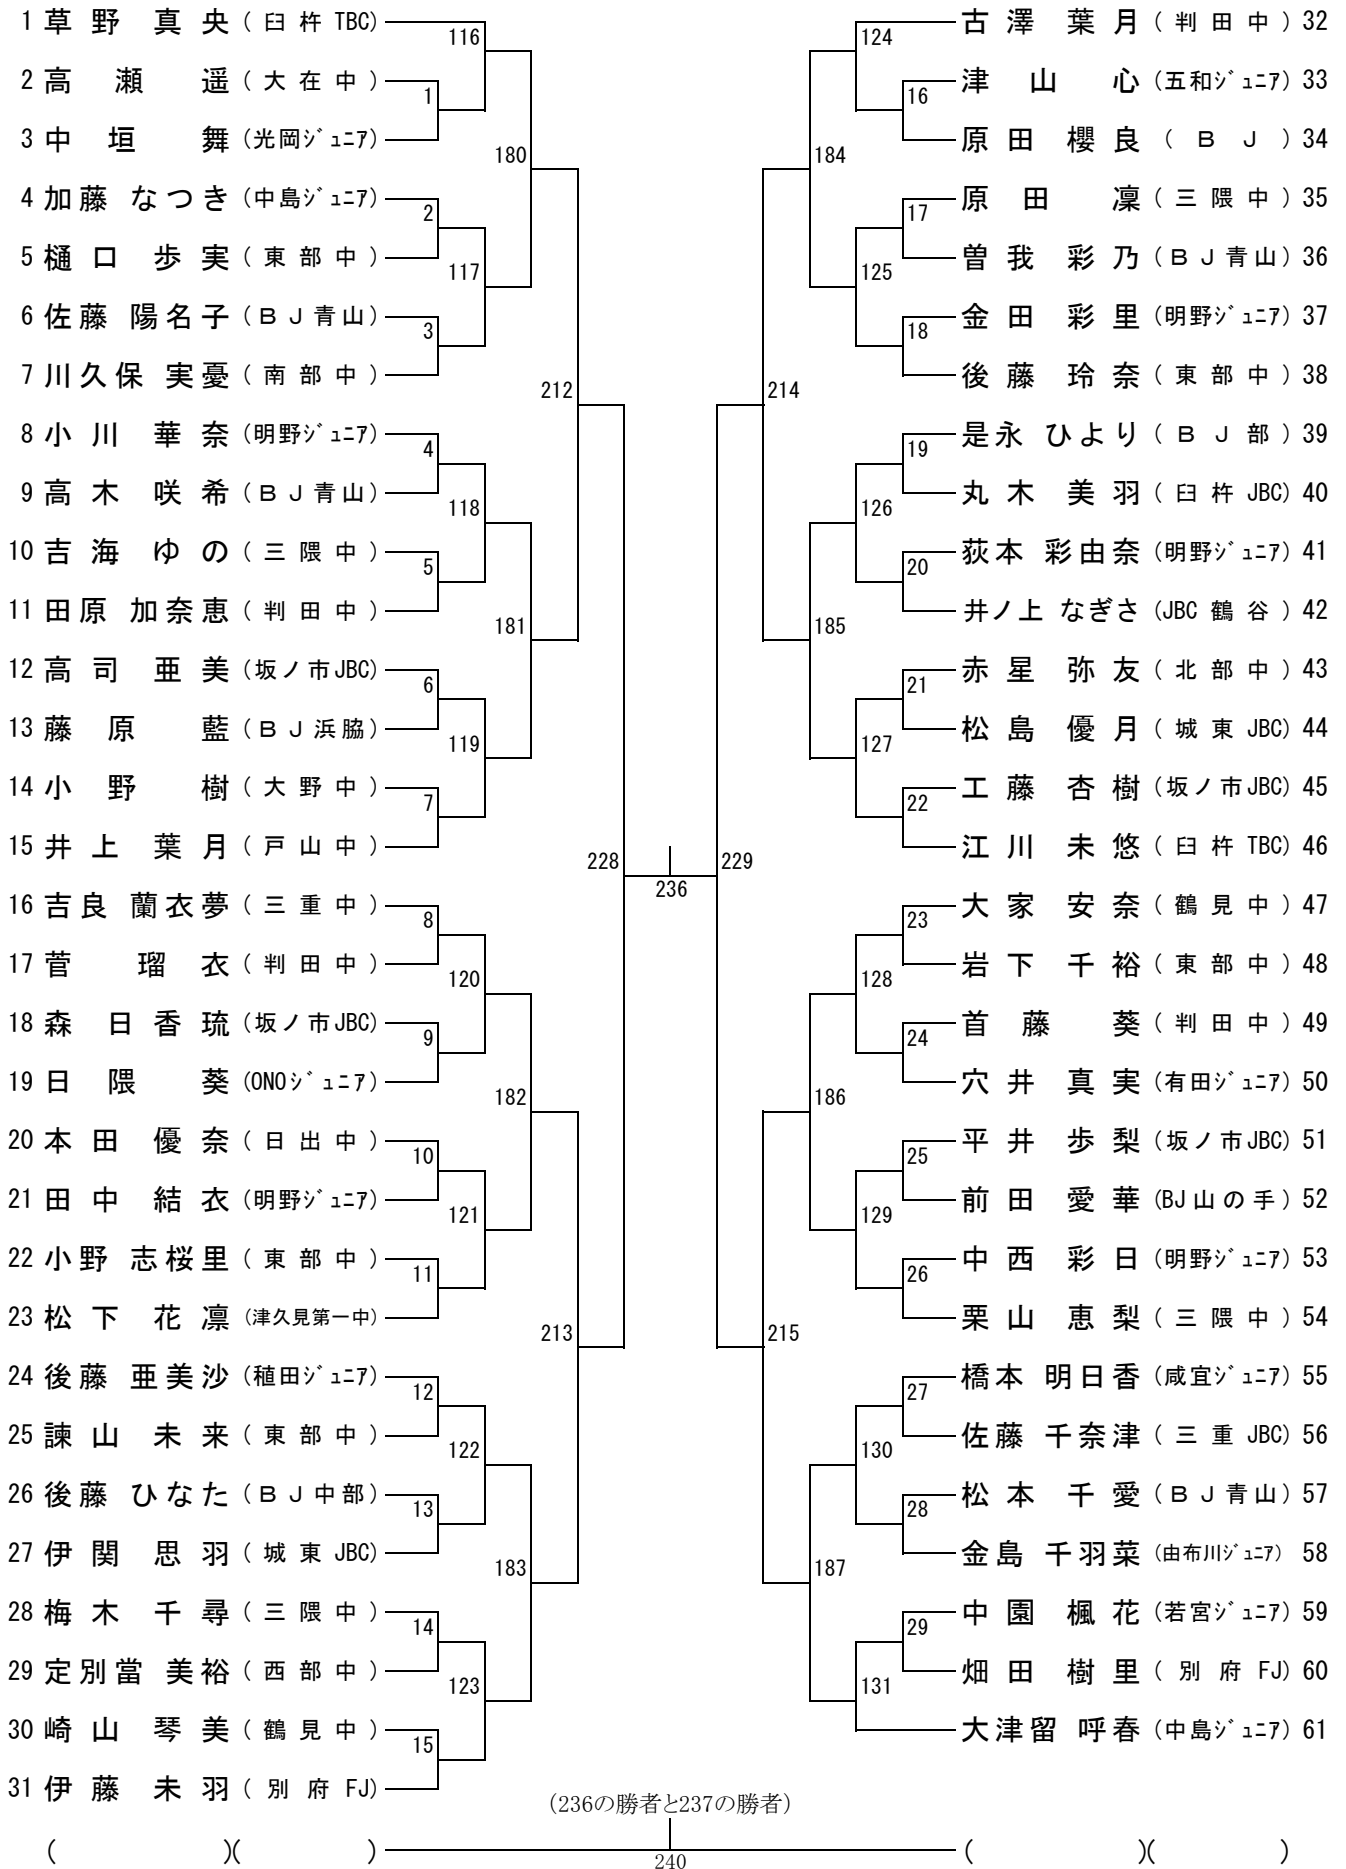 1 草野 真央 (臼杵TBC)
116
2 高瀬 遥 (大在中)
1
3 中垣 舞 (光岡ｼﾞｭﾆｱ)
180
4 加藤 なつき (中島ｼﾞｭﾆｱ)
2
5 樋口 歩実 (東部中)
117
6 佐藤 陽名子 (ＢＪ青山)
3
7 川久保 実憂 (南部中)
212
8 小川 華奈 (明野ｼﾞｭﾆｱ)
4
9 高木 咲希 (ＢＪ青山)
118
10 吉海 ゆの (三隈中)
5
11 田原 加奈恵 (判田中)
181
12 高司 亜美 (坂ノ市JBC)
6
13 藤原 藍 (ＢＪ浜脇)
119
14 小野 樹 (大野中)
7
15 井上 葉月 (戸山中)
228
16 吉良 蘭衣夢 (三重中)
8
17 菅 瑠衣 (判田中)
120
18 森 日香琉 (坂ノ市JBC)
9
19 日隈 葵 (ONOｼﾞｭﾆｱ)
182
20 本田 優奈 (日出中)
10
21 田中 結衣 (明野ｼﾞｭﾆｱ)
121
22 小野 志桜里 (東部中)
11
23 松下 花凛 (津久見第一中)
213
24 後藤 亜美沙 (稙田ｼﾞｭﾆｱ)
12
25 諫山 未来 (東部中)
122
26 後藤 ひなた (ＢＪ中部)
13
27 伊関 思羽 (城東JBC)
183
28 梅木 千尋 (三隈中)
14
29 定別當 美裕 (西部中)
123
30 崎山 琴美 (鶴見中)
15
31 伊藤 未羽 (別府FJ)
236
古澤 葉月 (判田中) 32
124
津山 心 (五和ｼﾞｭﾆｱ) 33
16
原田 櫻良 (ＢＪ) 34
184
原田 凜 (三隈中) 35
17
曽我 彩乃 (ＢＪ青山) 36
125
金田 彩里 (明野ｼﾞｭﾆｱ) 37
18
後藤 玲奈 (東部中) 38
214
是永 ひより (ＢＪ部) 39
19
丸木 美羽 (臼杵JBC) 40
126
荻本 彩由奈 (明野ｼﾞｭﾆｱ) 41
20
井ノ上 なぎさ (JBC鶴谷) 42
185
赤星 弥友 (北部中) 43
21
松島 優月 (城東JBC) 44
127
工藤 杏樹 (坂ノ市JBC) 45
22
江川 未悠 (臼杵TBC) 46
229
大家 安奈 (鶴見中) 47
23
岩下 千裕 (東部中) 48
128
首藤 葵 (判田中) 49
24
穴井 真実 (有田ｼﾞｭﾆｱ) 50
186
平井 歩梨 (坂ノ市JBC) 51
25
前田 愛華 (BJ山の手) 52
129
中西 彩日 (明野ｼﾞｭﾆｱ) 53
26
栗山 恵梨 (三隈中) 54
215
橋本 明日香 (咸宜ｼﾞｭﾆｱ) 55
27
佐藤 千奈津 (三重JBC) 56
130
松本 千愛 (ＢＪ青山) 57
28
金島 千羽菜 (由布川ｼﾞｭﾆｱ) 58
187
中園 楓花 (若宮ｼﾞｭﾆｱ) 59
29
畑田 樹里 (別府FJ) 60
131
大津留 呼春 (中島ｼﾞｭﾆｱ) 61
(236の勝者と237の勝者)
( )( ) ( )( )
240